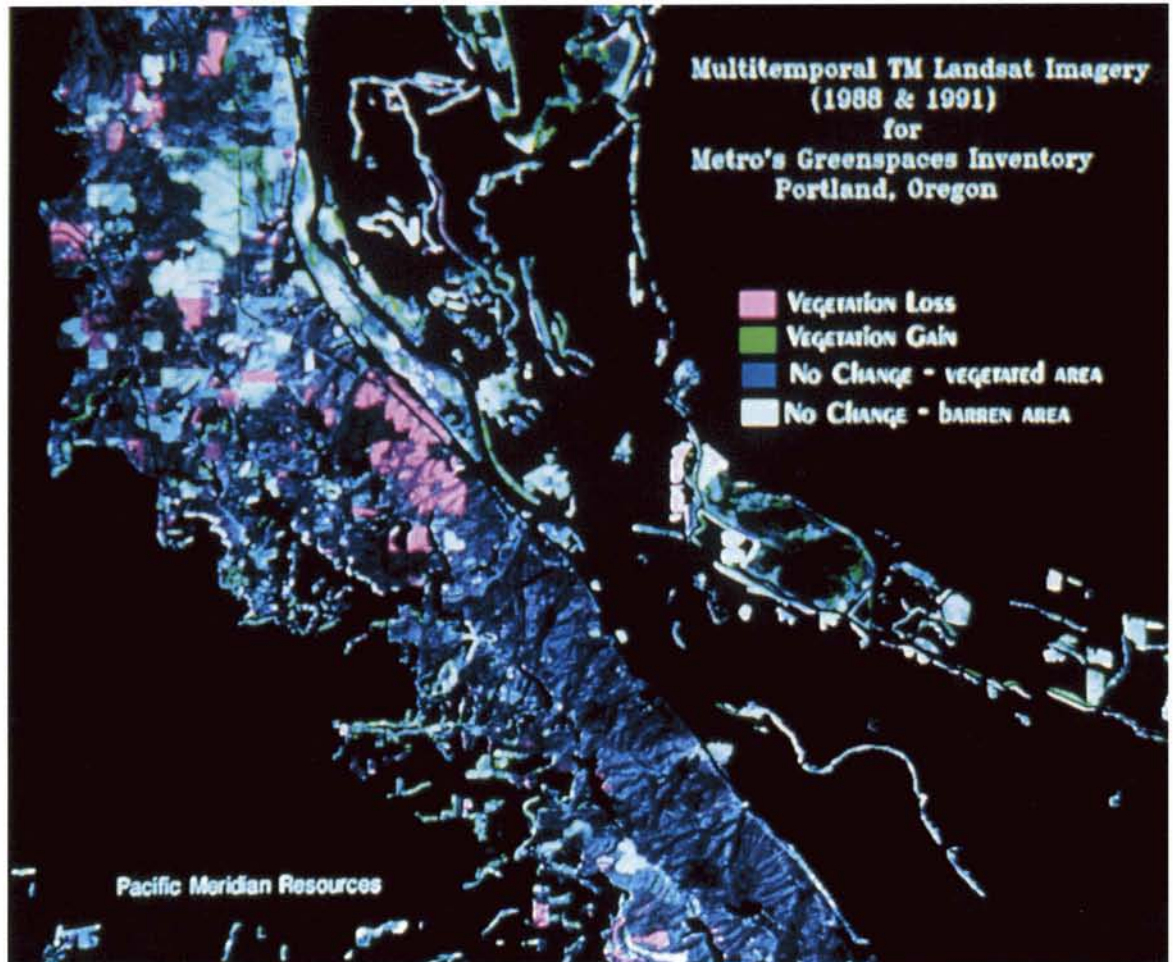 Multitemporal TM Landsat Imagery
(1988 & 1991)
for
Metro's Greenspaces Inventory
Portland, Oregon
Vegetation Loss
Vegetation Gain
No Change - vegetated area
No Change - barren area
Pacific Meridian Resources